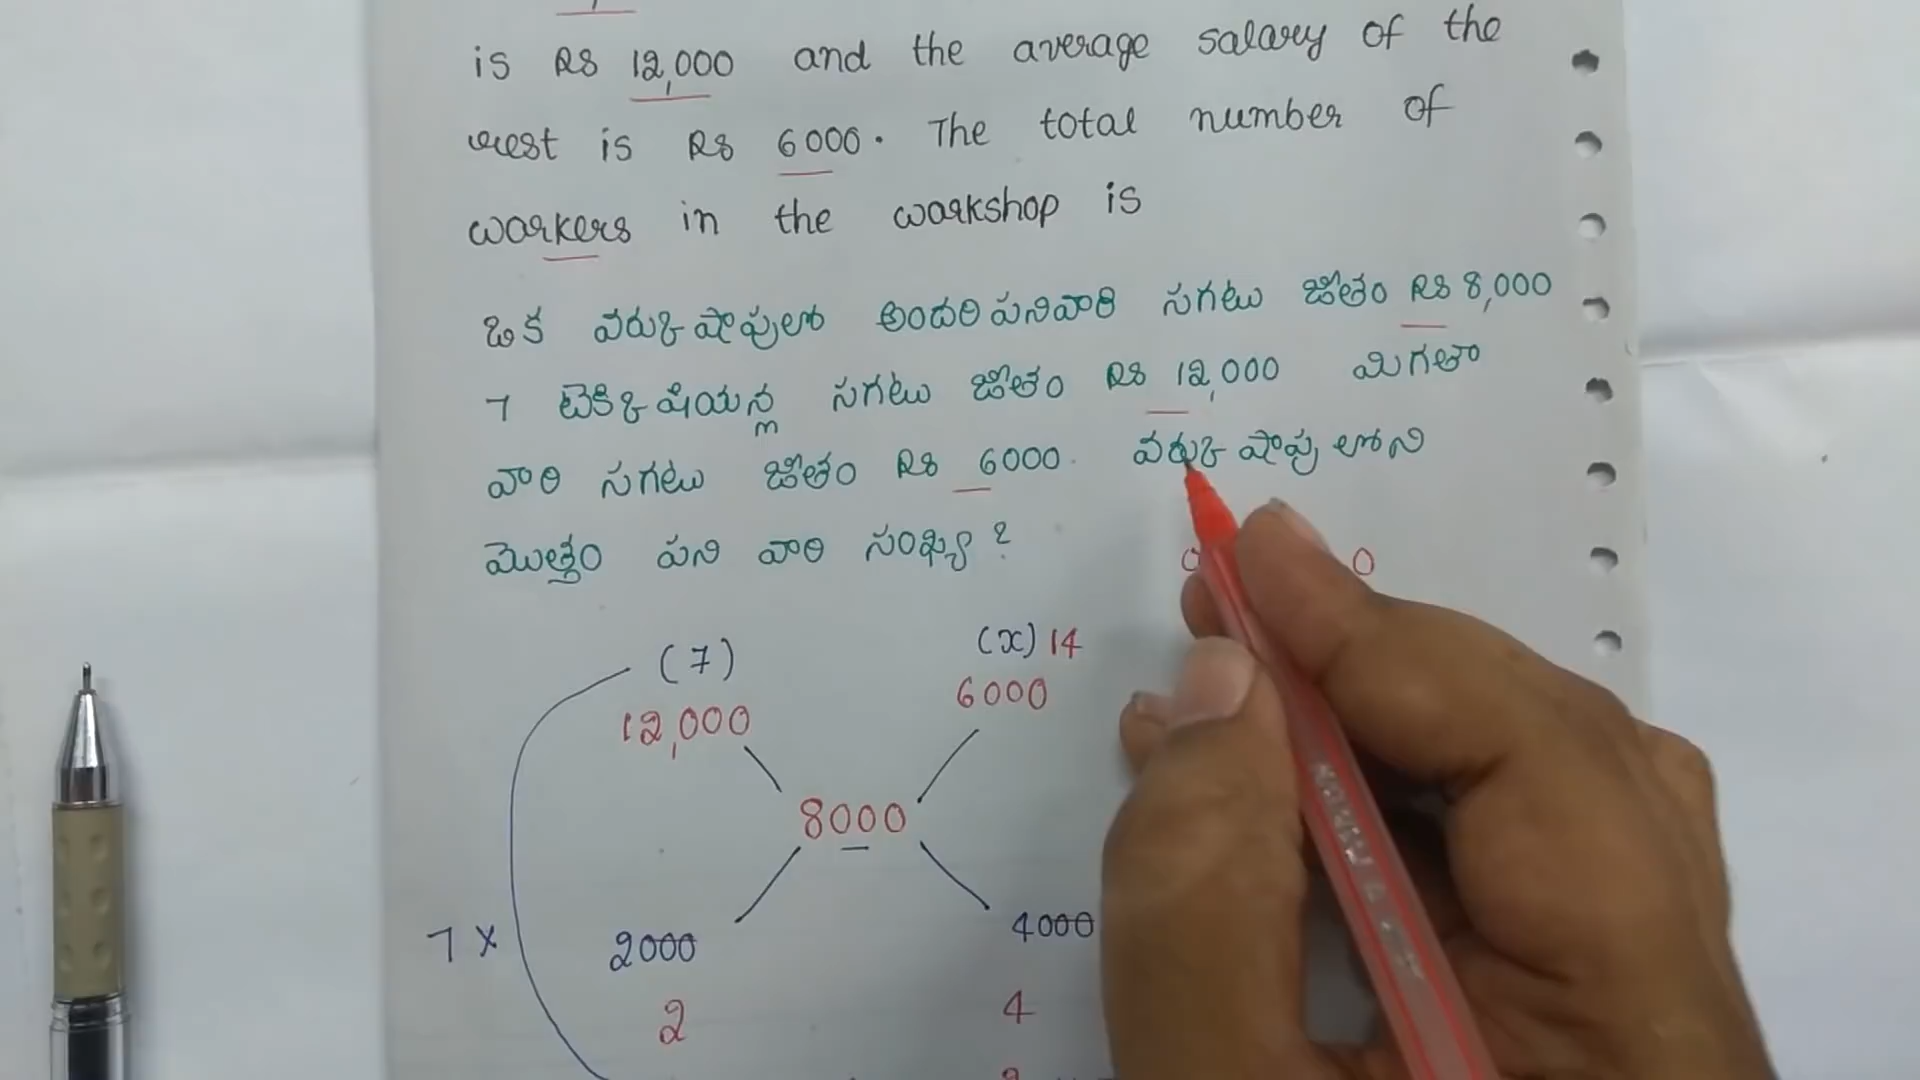 is RS 12,000 and the average salary of the
rest is RS 6000. The total number of
workers in the workshop is
ఒక వర్కు షాపులో అందరి పనివారి సగటు జీతం RS 8,000
7 టెక్కిషియన్ల సగటు జీతం RS 12,000 మిగతా
వారి సగటు జీతం RS 6000. వర్కు షాపు లోని
మొత్తం పని వారి సంఖ్య ?
0
(7) (x) 14
12,000 6000
8000
7 x 2000 4000
2 4